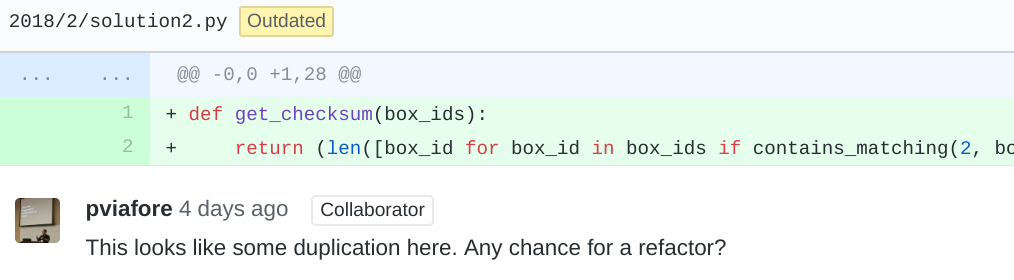 2018/2/solution2.py Outdated
... ... @@ -0,0 +1,28 @@
1 + def get_checksum(box_ids):
2 + return (len([box_id for box_id in box_ids if contains_matching(2,
pviafore 4 days ago Collaborator
This looks like some duplication here. Any chance for a refactor?